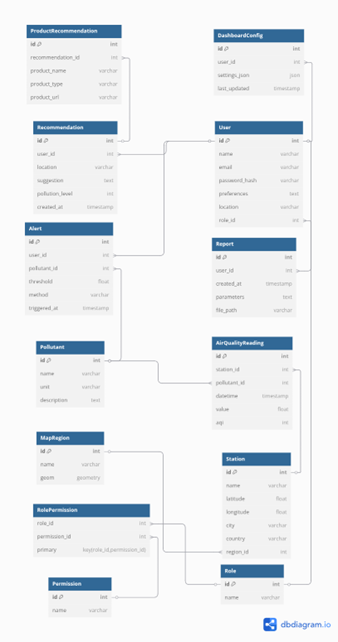 ProductRecommendation
id int
recommendation_id int
product_name varchar
product_type varchar
product_url varchar
DashboardConfig
id int
user_id int
settings_json json
last_updated timestamp
Recommendation
id int
user_id int
location varchar
suggestion text
pollution_level int
created_at timestamp
User
id int
name varchar
email varchar
password_hash varchar
preferences text
location varchar
role_id int
Alert
id int
user_id int
pollutant_id int
threshold float
method varchar
triggered_at timestamp
Report
id int
user_id int
created_at timestamp
parameters text
file_path varchar
Pollutant
id int
name varchar
unit varchar
description text
AirQualityReading
id int
station_id int
pollutant_id int
datetime timestamp
value float
aqi int
MapRegion
id int
name varchar
geom geometry
Station
id int
name varchar
latitude float
longitude float
city varchar
country varchar
region_id int
RolePermission
role_id int
permission_id int
primary key(role_id,permission_id)
Role
id int
name varchar
Permission
id int
name varchar
dbdiagram.io